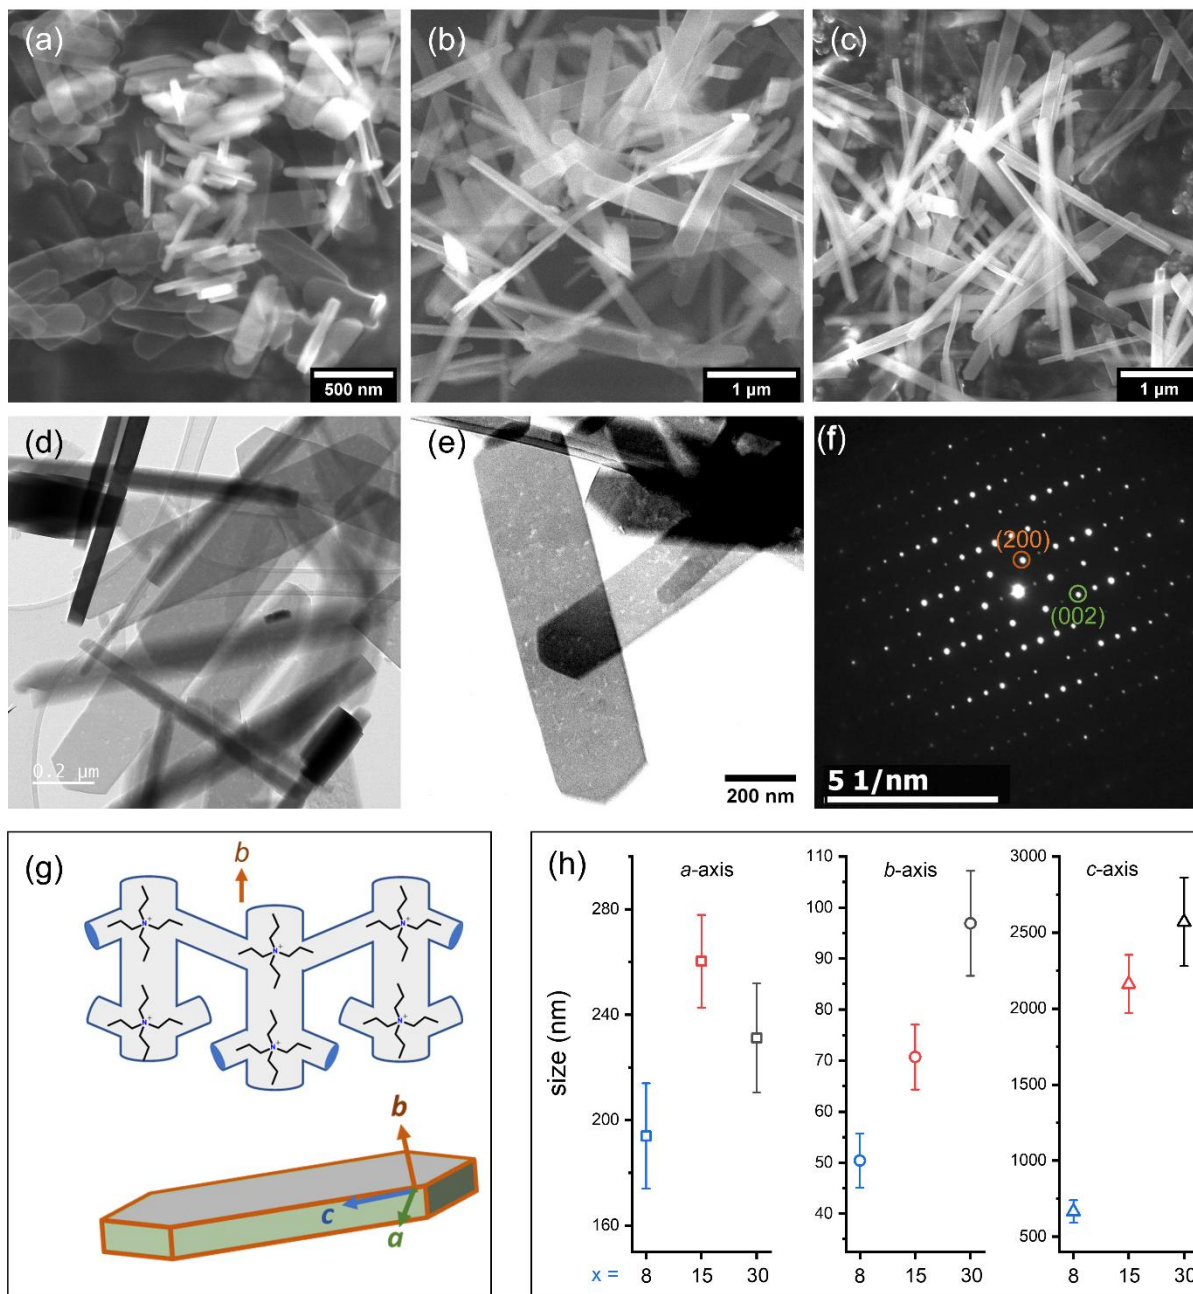 (a)
500 nm
(b)
1 µm
(c)
1 µm
(d)
0.2 µm
(e)
200 nm
(f)
(200)
(002)
5 1/nm
(g)
b
N+
N+
N+
N+
N+
N+
b
c
a
(h)
size (nm)
a-axis
280
240
200
160
x = 8 15 30
b-axis
110
100
90
80
70
60
50
40
8 15 30
c-axis
3000
2500
2000
1500
1000
500
8 15 30